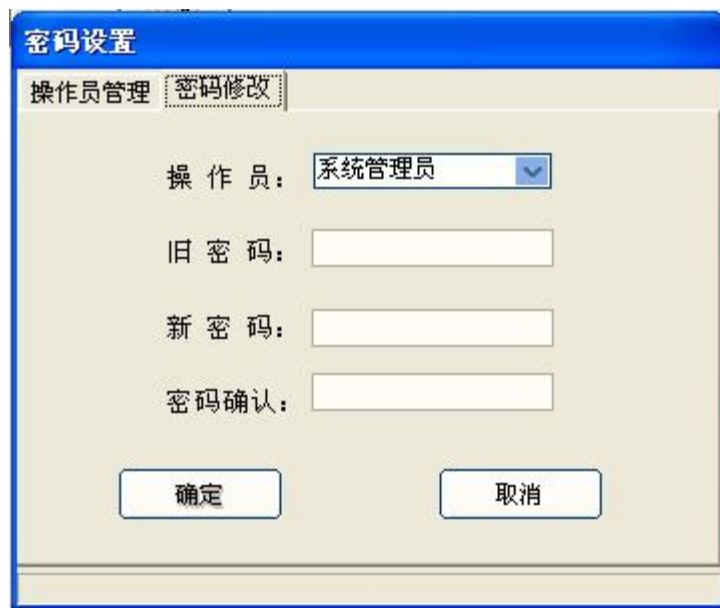 密码设置
操作员管理 密码修改
操 作 员： 系统管理员
旧 密 码：
新 密 码：
密码确认：
确定 取消